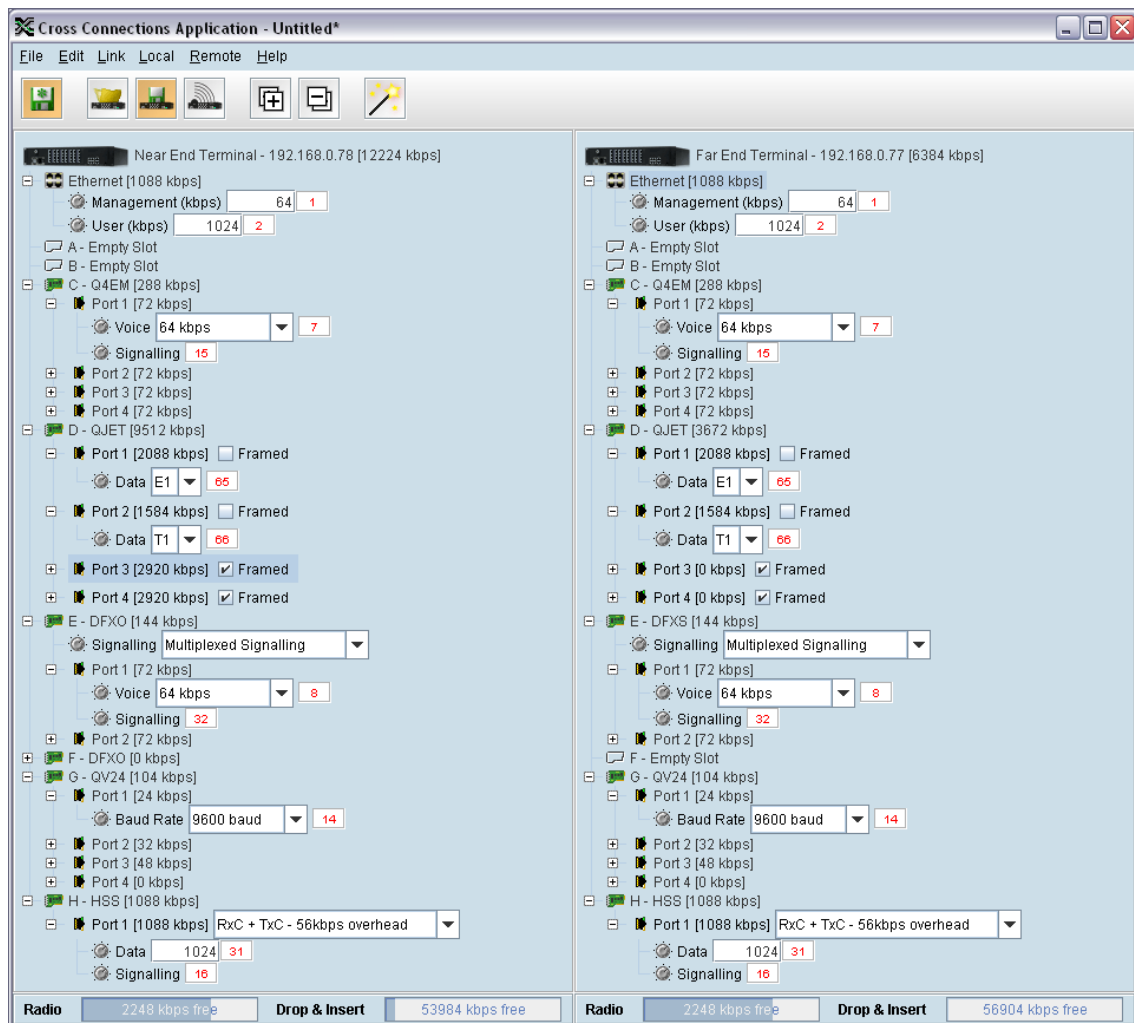 Cross Connections Application - Untitled*
File Edit Link Local Remote Help
Near End Terminal - 192.168.0.78 [12224 kbps]
Ethernet [1088 kbps]
Management (kbps) 64 1
User (kbps) 1024 2
A - Empty Slot
B - Empty Slot
C - Q4EM [288 kbps]
Port 1 [72 kbps]
Voice 64 kbps 7
Signalling 15
Port 2 [72 kbps]
Port 3 [72 kbps]
Port 4 [72 kbps]
D - QJET [9512 kbps]
Port 1 [2088 kbps] Framed
Data E1 65
Port 2 [1584 kbps] Framed
Data T1 66
Port 3 [2920 kbps] Framed
Port 4 [2920 kbps] Framed
E - DFXO [144 kbps]
Signalling Multiplexed Signalling
Port 1 [72 kbps]
Voice 64 kbps 8
Signalling 32
Port 2 [72 kbps]
F - DFXO [0 kbps]
G - QV24 [104 kbps]
Port 1 [24 kbps]
Baud Rate 9600 baud 14
Port 2 [32 kbps]
Port 3 [48 kbps]
Port 4 [0 kbps]
H - HSS [1088 kbps]
Port 1 [1088 kbps] RxC + TxC - 56kbps overhead
Data 1024 31
Signalling 16
Radio 2248 kbps free Drop & Insert 53984 kbps free
Far End Terminal - 192.168.0.77 [6384 kbps]
Ethernet [1088 kbps]
Management (kbps) 64 1
User (kbps) 1024 2
A - Empty Slot
B - Empty Slot
C - Q4EM [288 kbps]
Port 1 [72 kbps]
Voice 64 kbps 7
Signalling 15
Port 2 [72 kbps]
Port 3 [72 kbps]
Port 4 [72 kbps]
D - QJET [3672 kbps]
Port 1 [2088 kbps] Framed
Data E1 65
Port 2 [1584 kbps] Framed
Data T1 66
Port 3 [0 kbps] Framed
Port 4 [0 kbps] Framed
E - DFXS [144 kbps]
Signalling Multiplexed Signalling
Port 1 [72 kbps]
Voice 64 kbps 8
Signalling 32
Port 2 [72 kbps]
F - Empty Slot
G - QV24 [104 kbps]
Port 1 [24 kbps]
Baud Rate 9600 baud 14
Port 2 [32 kbps]
Port 3 [48 kbps]
Port 4 [0 kbps]
H - HSS [1088 kbps]
Port 1 [1088 kbps] RxC + TxC - 56kbps overhead
Data 1024 31
Signalling 16
Radio 2248 kbps free Drop & Insert 56904 kbps free